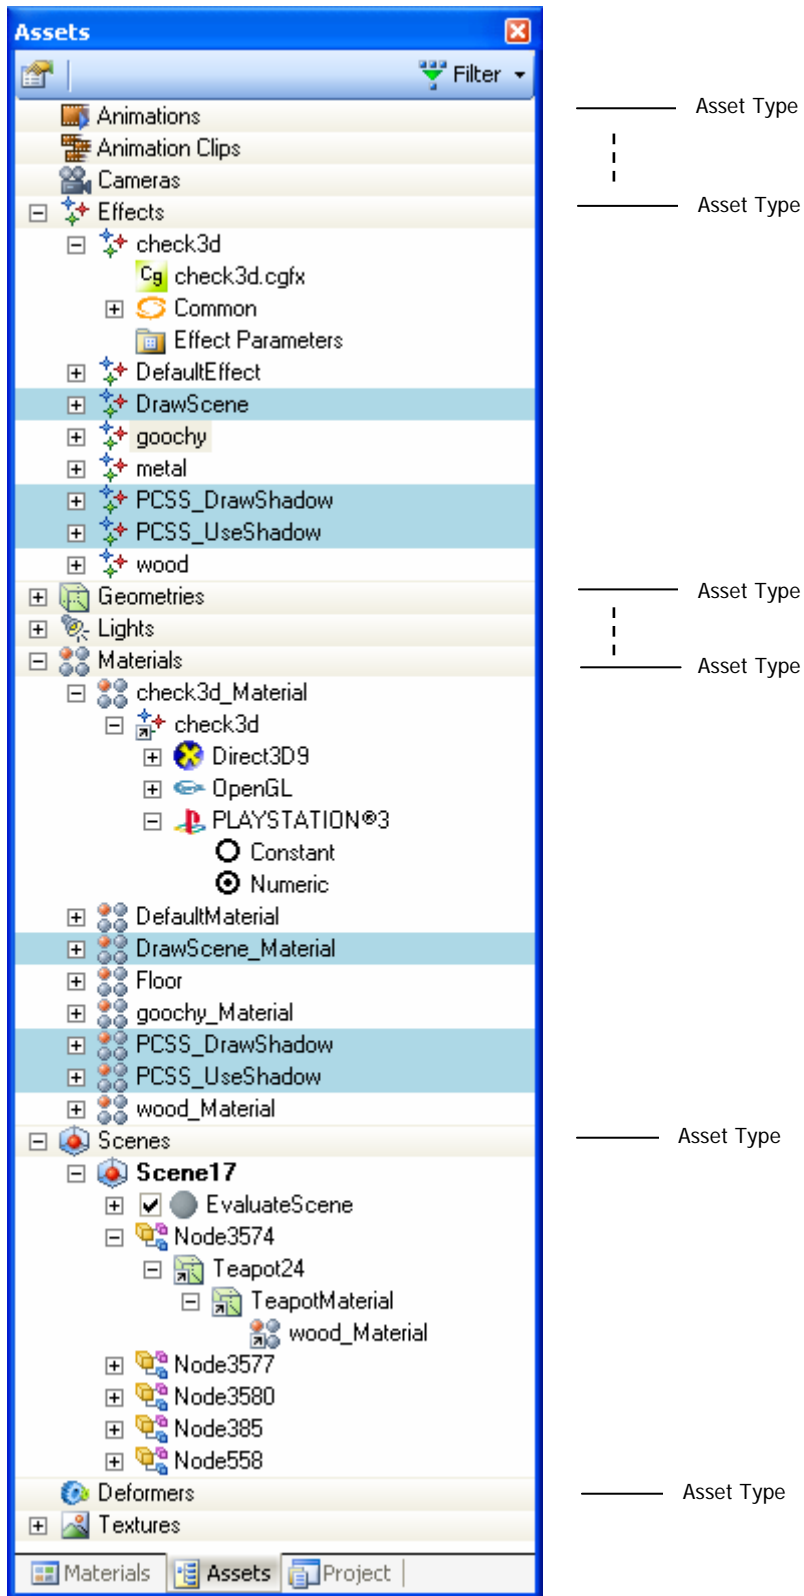 Assets
Filter
Animations
Asset Type
Animation Clips
Cameras
Effects
Asset Type
check3d
Cg check3d.cgfx
Common
Effect Parameters
DefaultEffect
DrawScene
goochy
metal
PCSS_DrawShadow
PCSS_UseShadow
wood
Geometries
Asset Type
Lights
Materials
Asset Type
check3d_Material
check3d
Direct3D9
OpenGL
PLAYSTATION®3
Constant
Numeric
DefaultMaterial
DrawScene_Material
Floor
goochy_Material
PCSS_DrawShadow
PCSS_UseShadow
wood_Material
Scenes
Asset Type
Scene17
EvaluateScene
Node3574
Teapot24
TeapotMaterial
wood_Material
Node3577
Node3580
Node385
Node558
Deformers
Asset Type
Textures
Materials Assets Project